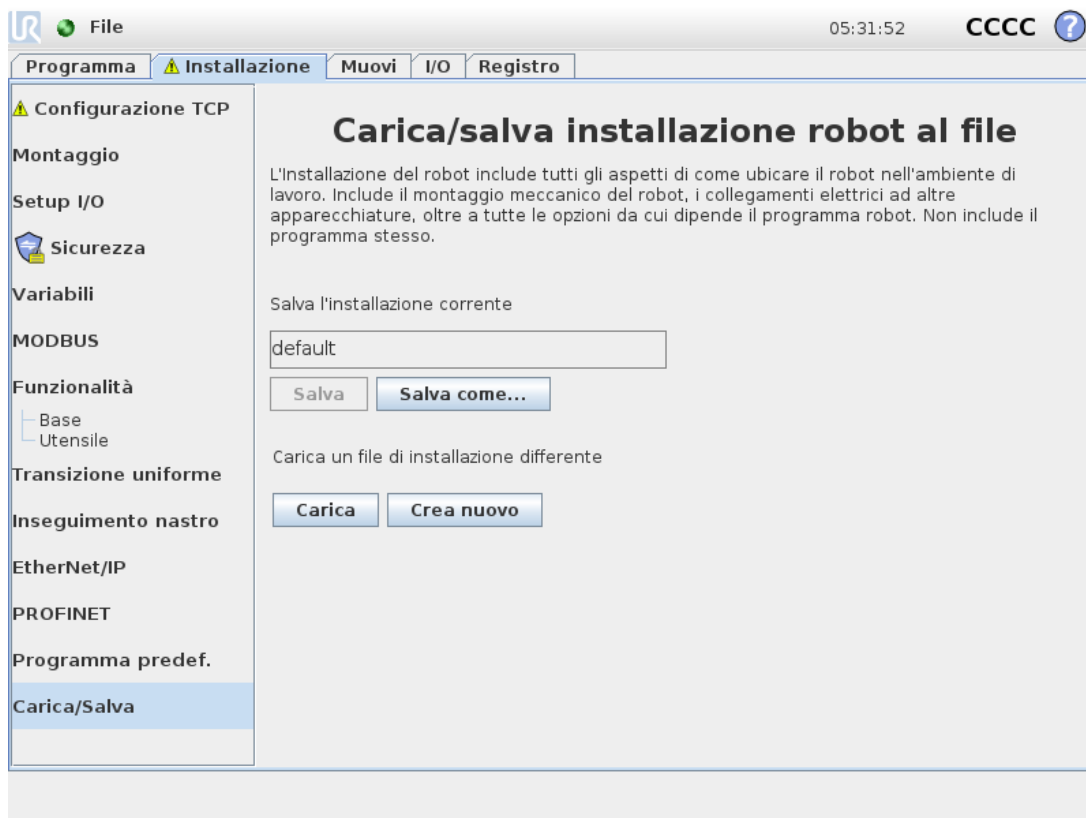 UR File 05:31:52 CCCC ?
Programma Installazione Muovi I/O Registro
Configurazione TCP
Montaggio
Setup I/O
Sicurezza
Variabili
MODBUS
Funzionalità
Base
Utensile
Transizione uniforme
Inseguimento nastro
EtherNet/IP
PROFINET
Programma predef.
Carica/Salva
Carica/salva installazione robot al file
L'Installazione del robot include tutti gli aspetti di come ubicare il robot nell'ambiente di
lavoro. Include il montaggio meccanico del robot, i collegamenti elettrici ad altre
apparecchiature, oltre a tutte le opzioni da cui dipende il programma robot. Non include il
programma stesso.
Salva l'installazione corrente
default
Salva Salva come...
Carica un file di installazione differente
Carica Crea nuovo